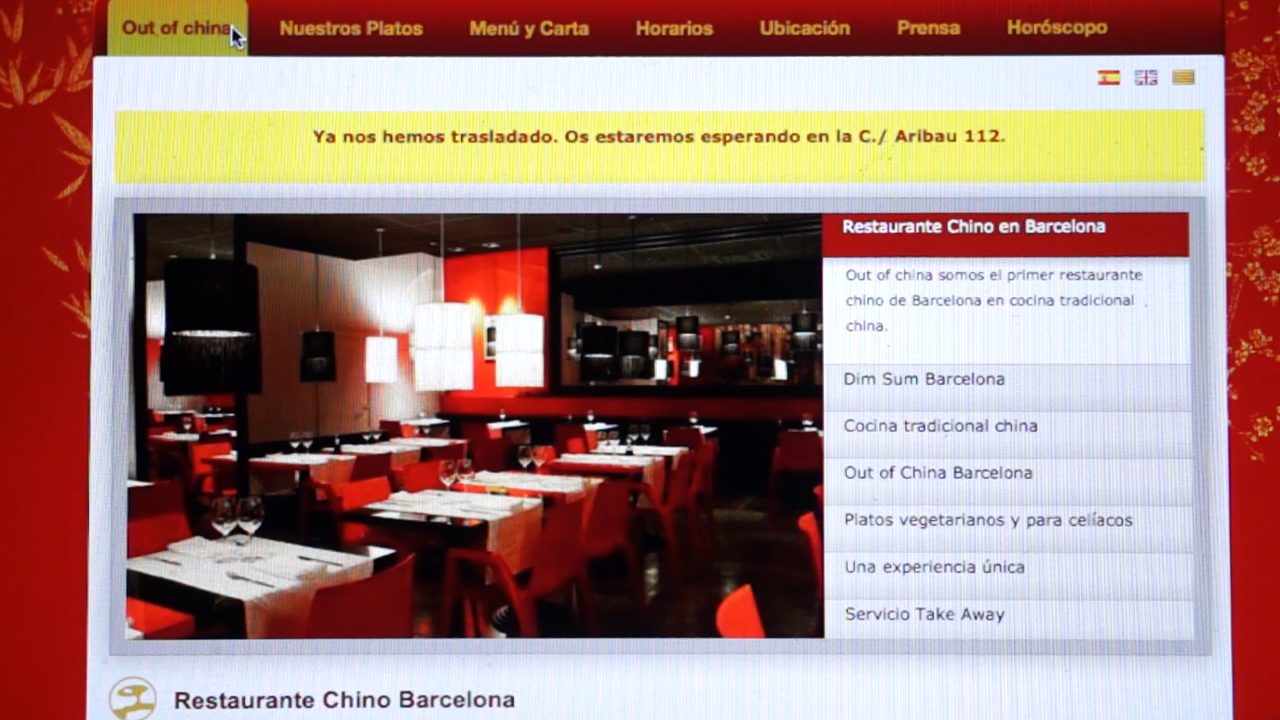 Out of china
Nuestros Platos
Menú y Carta
Horarios
Ubicación
Prensa
Horóscopo
Ya nos hemos trasladado. Os estaremos esperando en la C./ Aribau 112.
Restaurante Chino en Barcelona
Out of china somos el primer restaurante
chino de Barcelona en cocina tradicional
china.
Dim Sum Barcelona
Cocina tradicional china
Out of China Barcelona
Platos vegetarianos y para celíacos
Una experiencia única
Servicio Take Away
Restaurante Chino Barcelona